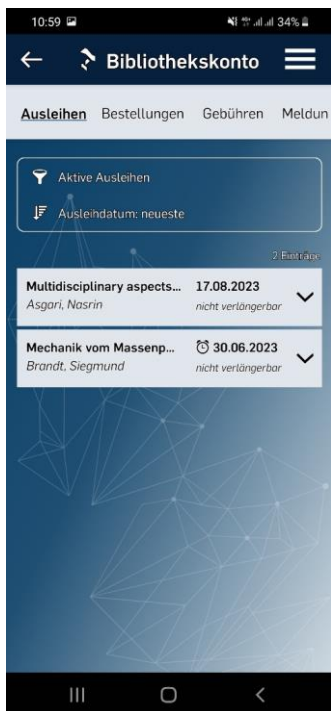 10:59 34%
Bibliothekskonto
Ausleihen Bestellungen Gebühren Meldun
Aktive Ausleihen
Ausleihdatum: neueste
2 Einträge
Multidisciplinary aspects... 17.08.2023
Asgari, Nasrin nicht verlängerbar
Mechanik vom Massenp... 30.06.2023
Brandt, Siegmund nicht verlängerbar